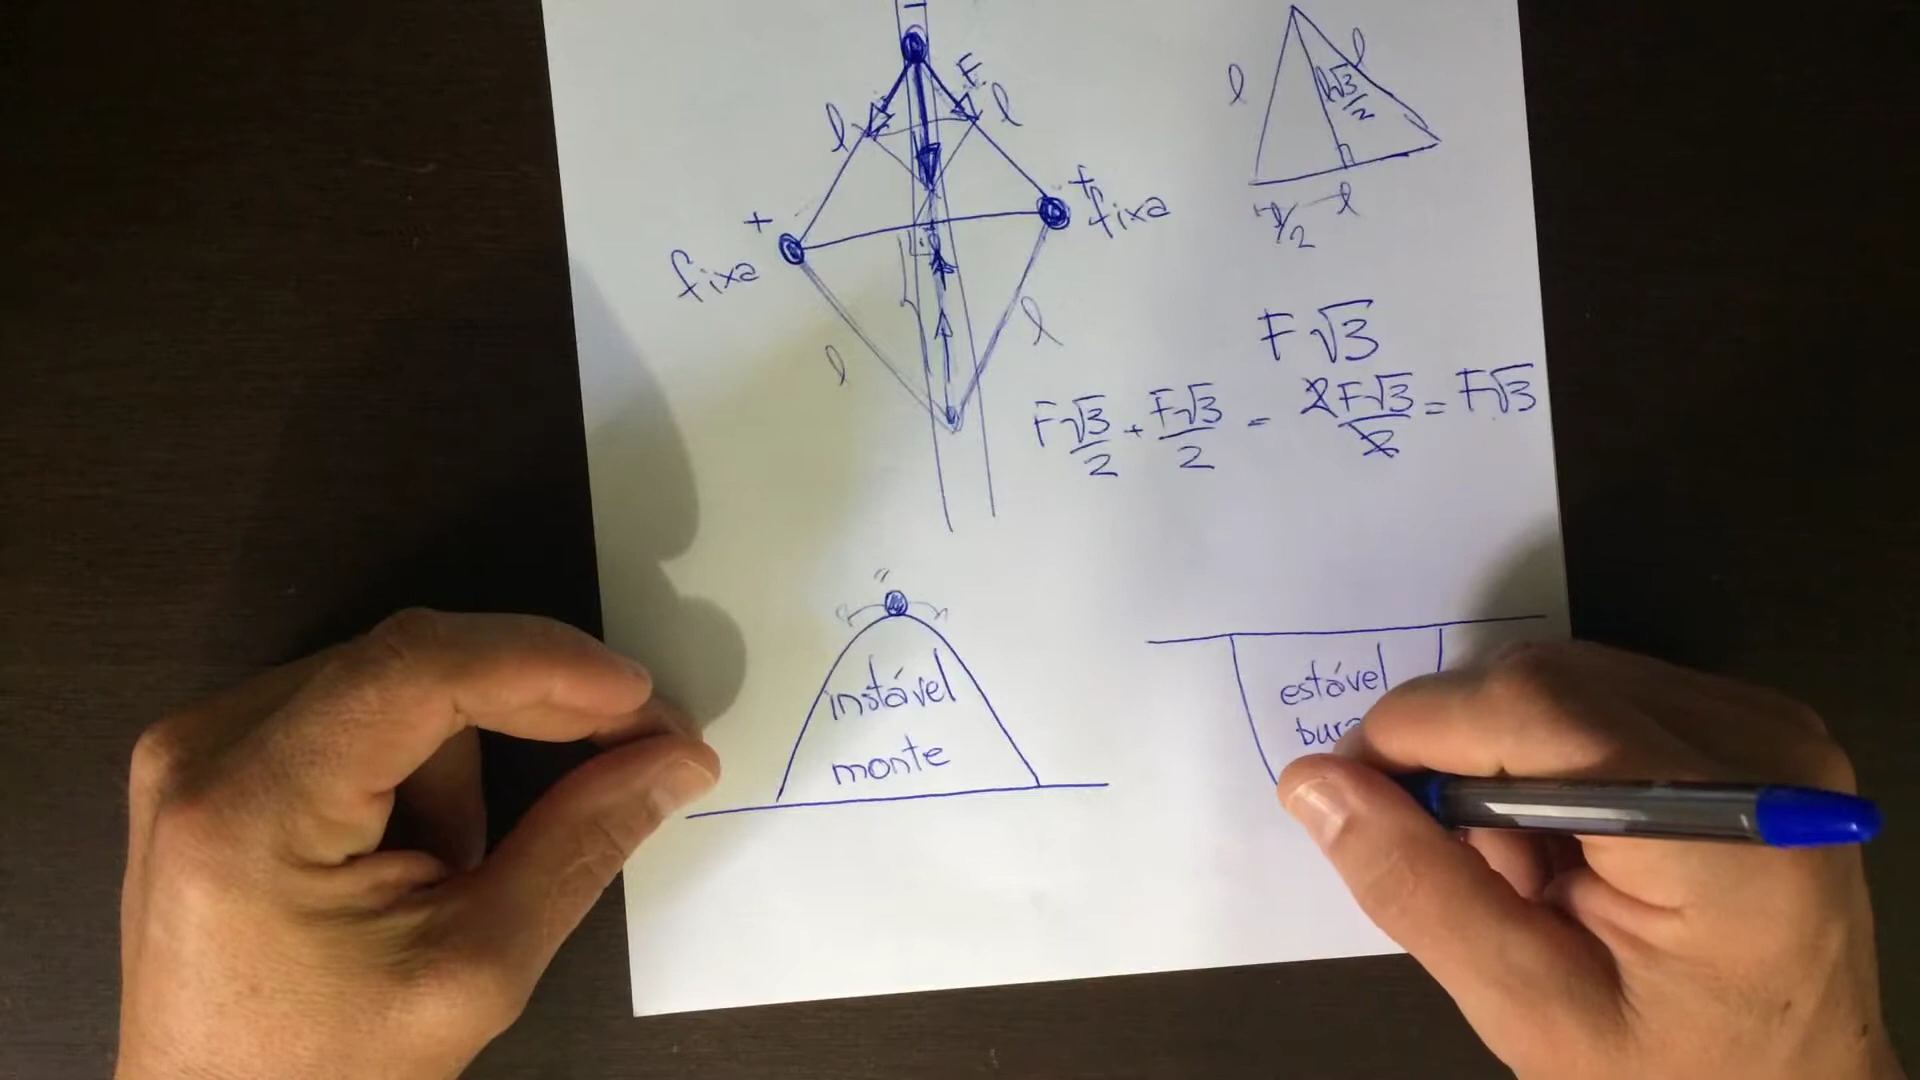 −
F
l
l
+
fixa
+
fixa
l
l
l
l
l√3/2
l/2
l
F√3
F√3/2 + F√3/2 = 2F√3/2 = F√3
instável
monte
estável